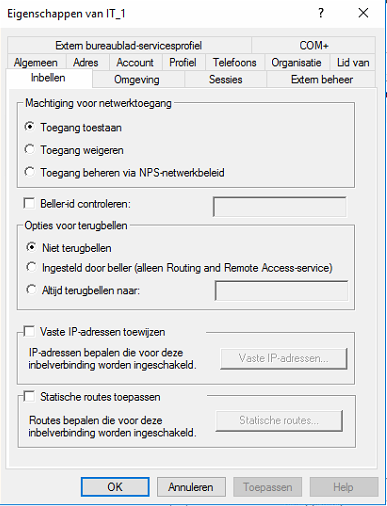 Eigenschappen van IT_1 ? ×
Extern bureaublad-servicesprofiel COM+
Algemeen Adres Account Profiel Telefoons Organisatie Lid van
Inbellen Omgeving Sessies Extern beheer
Machtiging voor netwerktoegang
Toegang toestaan
Toegang weigeren
Toegang beheren via NPS-netwerkbeleid
Beller-id controleren:
Opties voor terugbellen
Niet terugbellen
Ingesteld door beller (alleen Routing and Remote Access-service)
Altijd terugbellen naar:
Vaste IP-adressen toewijzen
IP-adressen bepalen die voor deze
inbelverbinding worden ingeschakeld.
Vaste IP-adressen...
Statische routes toepassen
Routes bepalen die voor deze
inbelverbinding worden ingeschakeld.
Statische routes...
OK Annuleren Toepassen Help